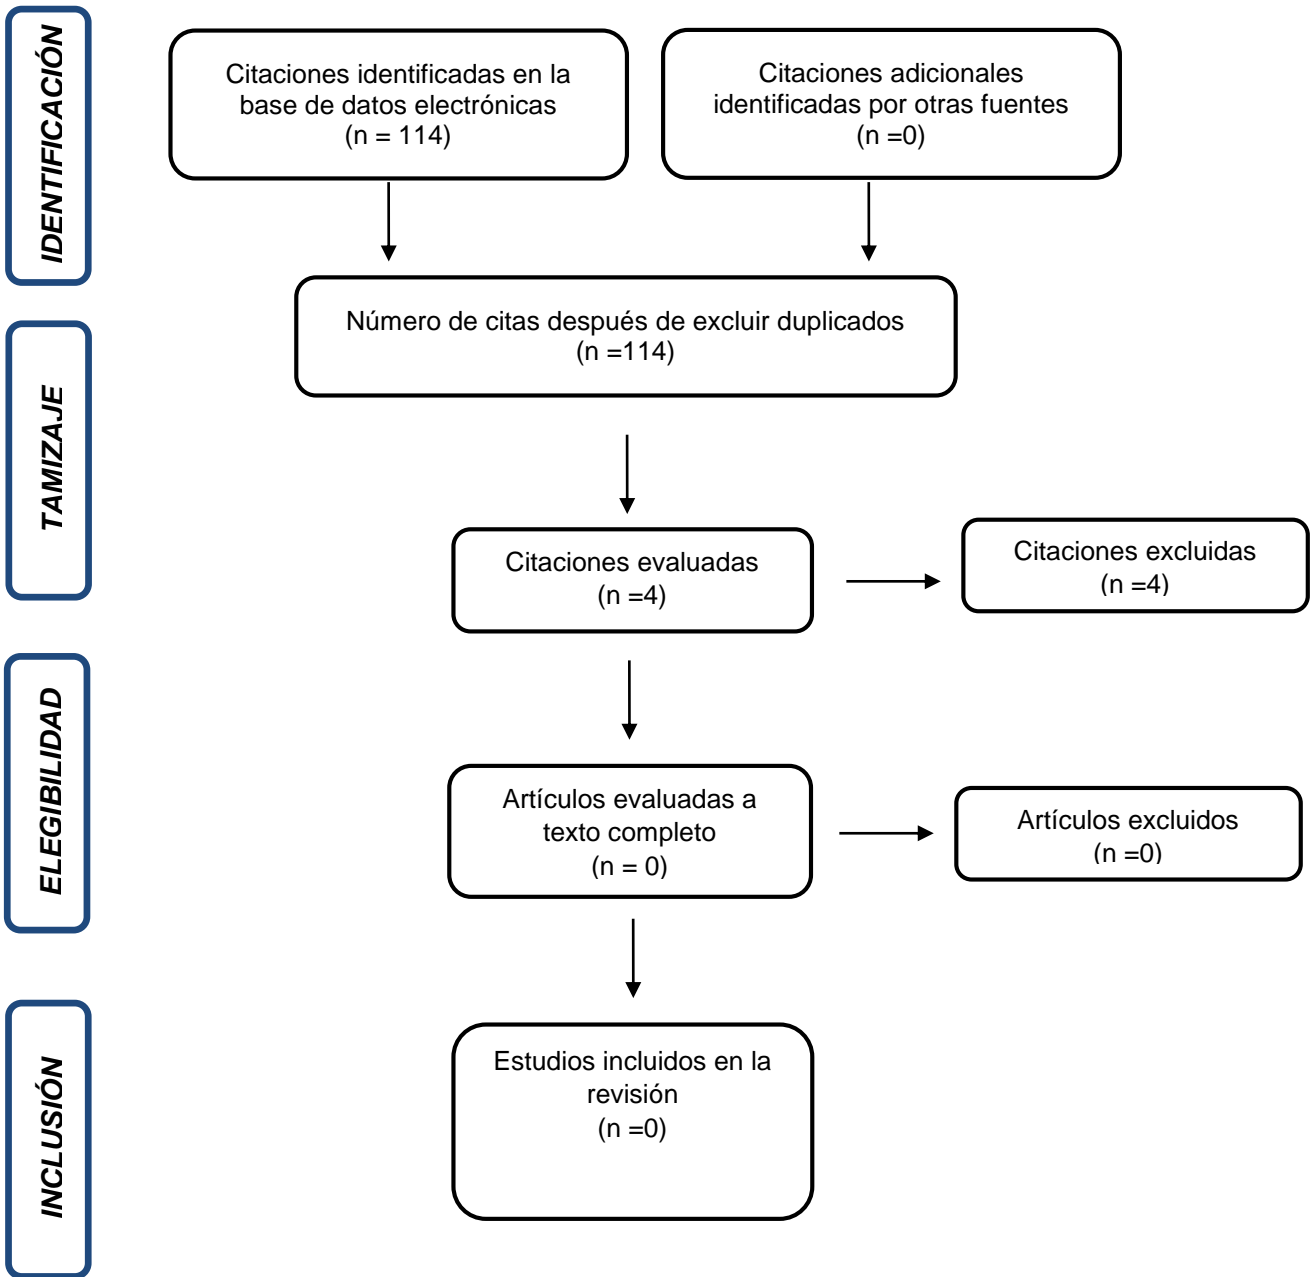 IDENTIFICACIÓN
Citaciones identificadas en la
base de datos electrónicas
(n = 114)
Citaciones adicionales
identificadas por otras fuentes
(n =0)
Número de citas después de excluir duplicados
(n =114)
TAMIZAJE
Citaciones evaluadas
(n =4)
Citaciones excluidas
(n =4)
ELEGIBILIDAD
Artículos evaluadas a
texto completo
(n = 0)
Artículos excluidos
(n =0)
INCLUSIÓN
Estudios incluidos en la
revisión
(n =0)